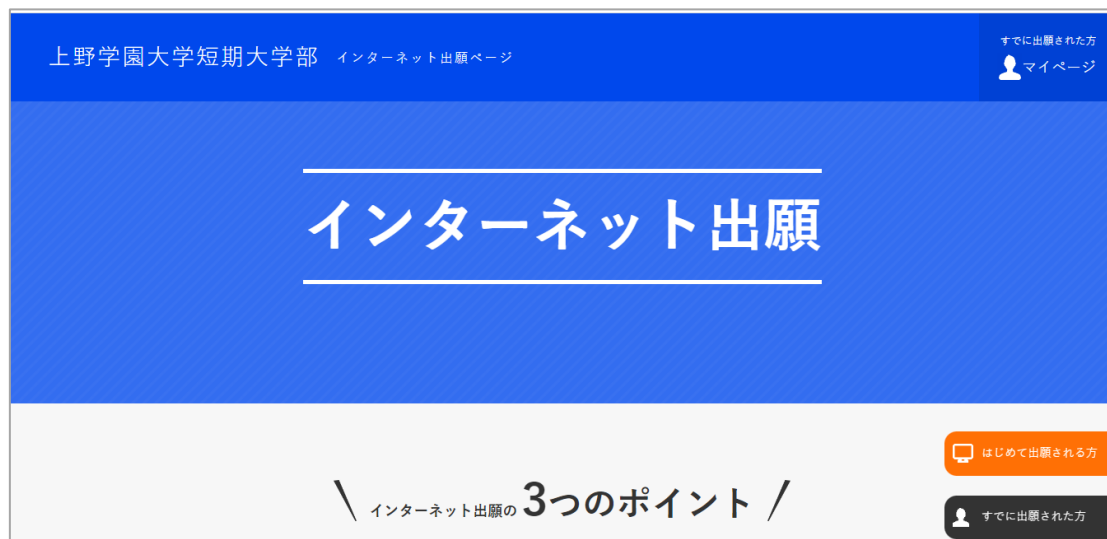 上野学園大学短期大学部 インターネット出願ページ
すでに出願された方
マイページ
インターネット出願
インターネット出願の3つのポイント
はじめて出願される方
すでに出願された方